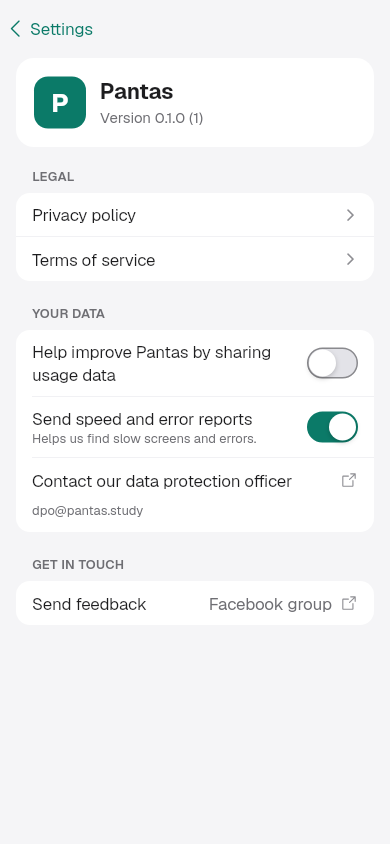 Settings
P
Pantas
Version 0.1.0 (1)
LEGAL
Privacy policy
Terms of service
YOUR DATA
Help improve Pantas by sharing
usage data
Send speed and error reports
Helps us find slow screens and errors.
Contact our data protection officer
dpo@pantas.study
GET IN TOUCH
Send feedback Facebook group